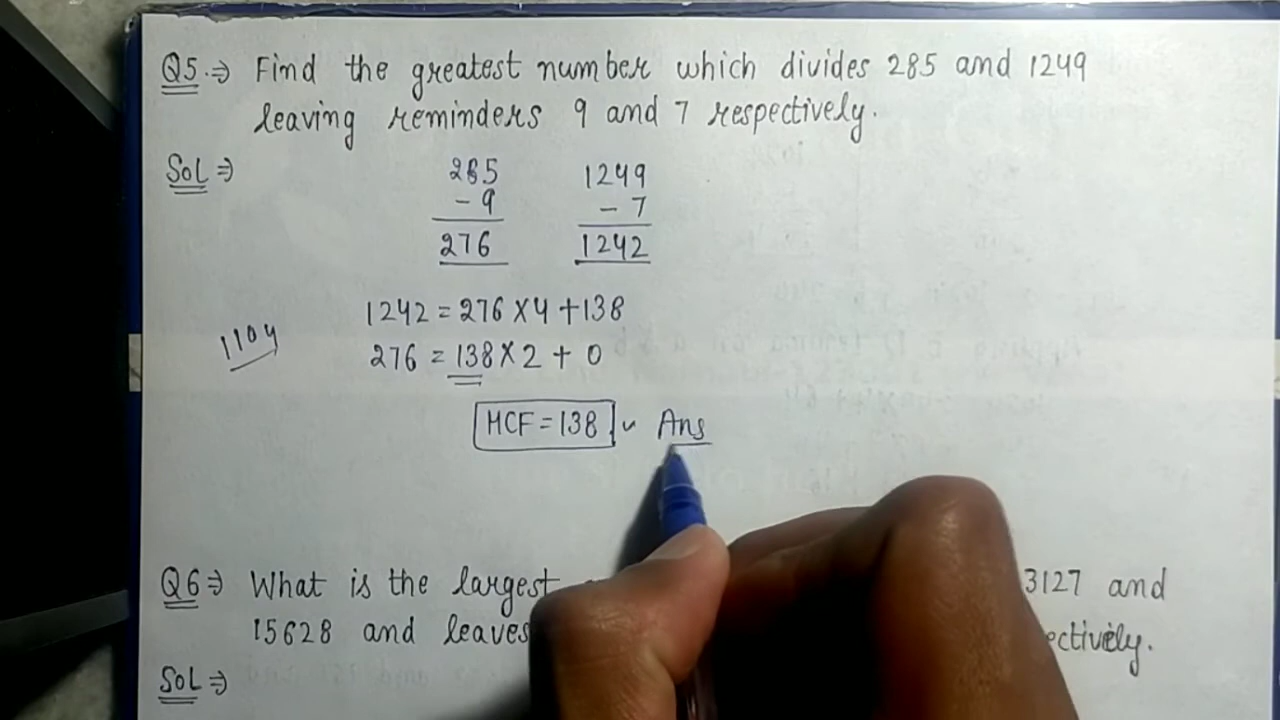 Q5.⇒ Find the greatest number which divides 285 and 1249
leaving reminders 9 and 7 respectively.
Sol ⇒
285 1249
- 9 - 7
276 1242
1242 = 276 × 4 + 138
1104
276 = 138 × 2 + 0
HCF = 138 Ans
Q6 ⇒ What is the largest 3127 and
15628 and leaves
Sol ⇒